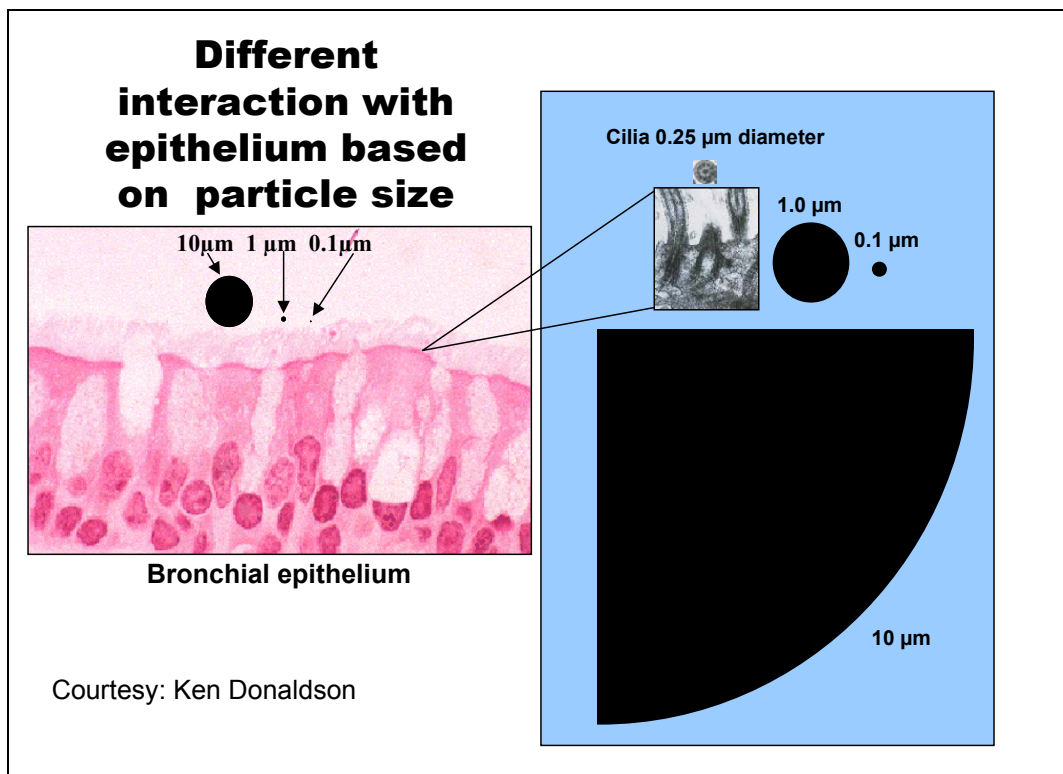 Different
interaction with
epithelium based
on particle size
10µm 1 µm 0.1µm
Bronchial epithelium
Courtesy: Ken Donaldson
Cilia 0.25 µm diameter
1.0 µm
0.1 µm
10 µm